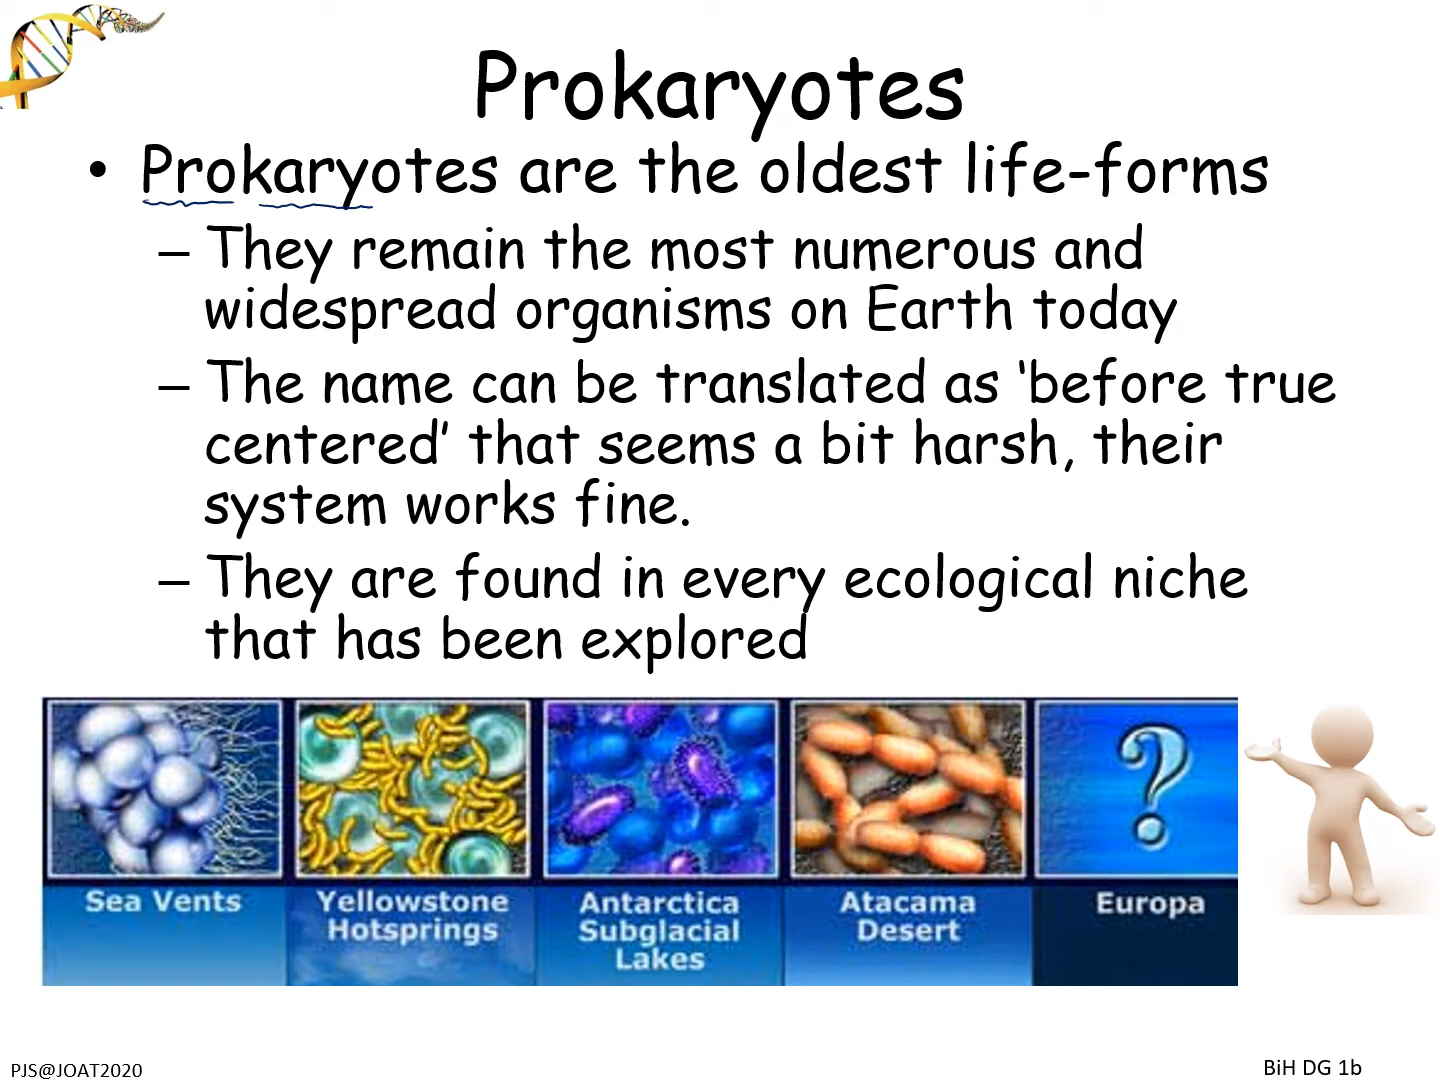 Prokaryotes
• Prokaryotes are the oldest life-forms
– They remain the most numerous and
widespread organisms on Earth today
– The name can be translated as ‘before true
centered’ that seems a bit harsh, their
system works fine.
– They are found in every ecological niche
that has been explored
?
Sea Vents
Yellowstone
Hotsprings
Antarctica
Subglacial
Lakes
Atacama
Desert
Europa
PJS@JOAT2020
BiH DG 1b